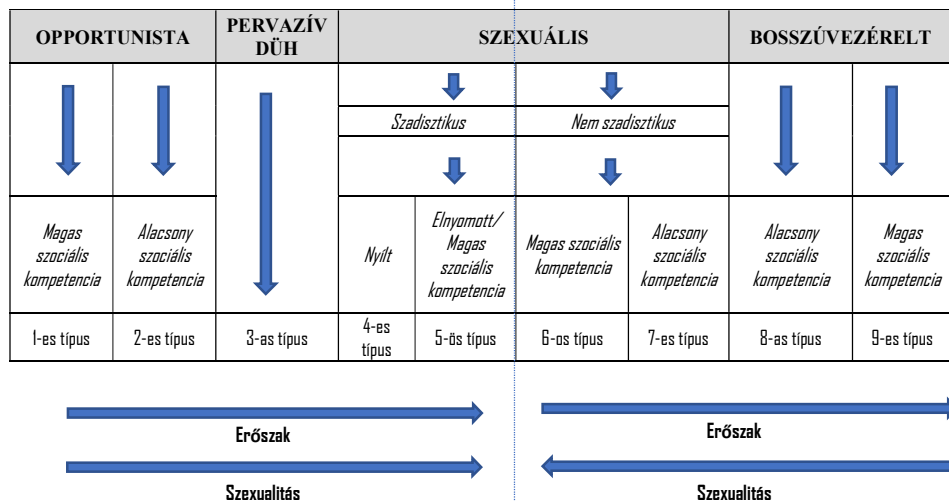 OPPORTUNISTA
PERVAZÍV
DÜH
SZEXUÁLIS
BOSSZÚVEZÉRELT
Szadisztikus
Nem szadisztikus
Magas
szociális
kompetencia
Alacsony
szociális
kompetencia
Nyílt
Elnyomott/
Magas
szociális
kompetencia
Magas szociális
kompetencia
Alacsony
szociális
kompetencia
Alacsony
szociális
kompetencia
Magas
szociális
kompetencia
1-es típus
2-es típus
3-as típus
4-es
típus
5-ös típus
6-os típus
7-es típus
8-as típus
9-es típus
Erőszak
Erőszak
Szexualitás
Szexualitás